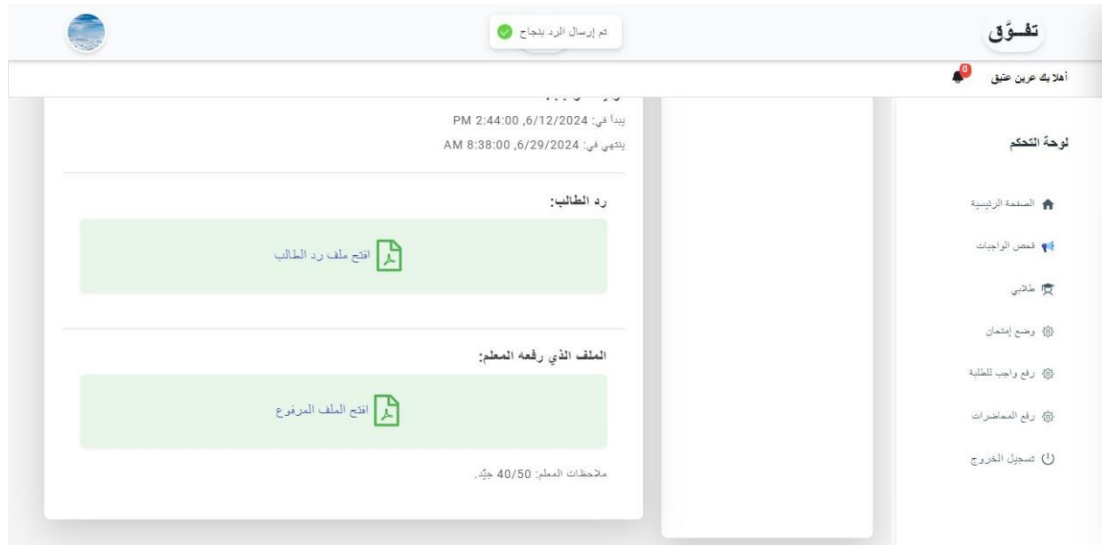 تفــوَّق
تم إرسال الرد بنجاح
أهلا بك عرين عتيق
0
لوحة التحكم
الصفحة الرئيسية
فحص الواجبات
طلابي
وضع إمتحان
رفع واجب للطلبة
رفع المحاضرات
تسجيل الخروج
يبدأ في: 6/12/2024, 2:44:00 PM
ينتهي في: 6/29/2024, 8:38:00 AM
رد الطالب:
افتح ملف رد الطالب
الملف الذي رفعه المعلم:
افتح الملف المرفوع
ملاحظات المعلم: 40/50 جيّد.